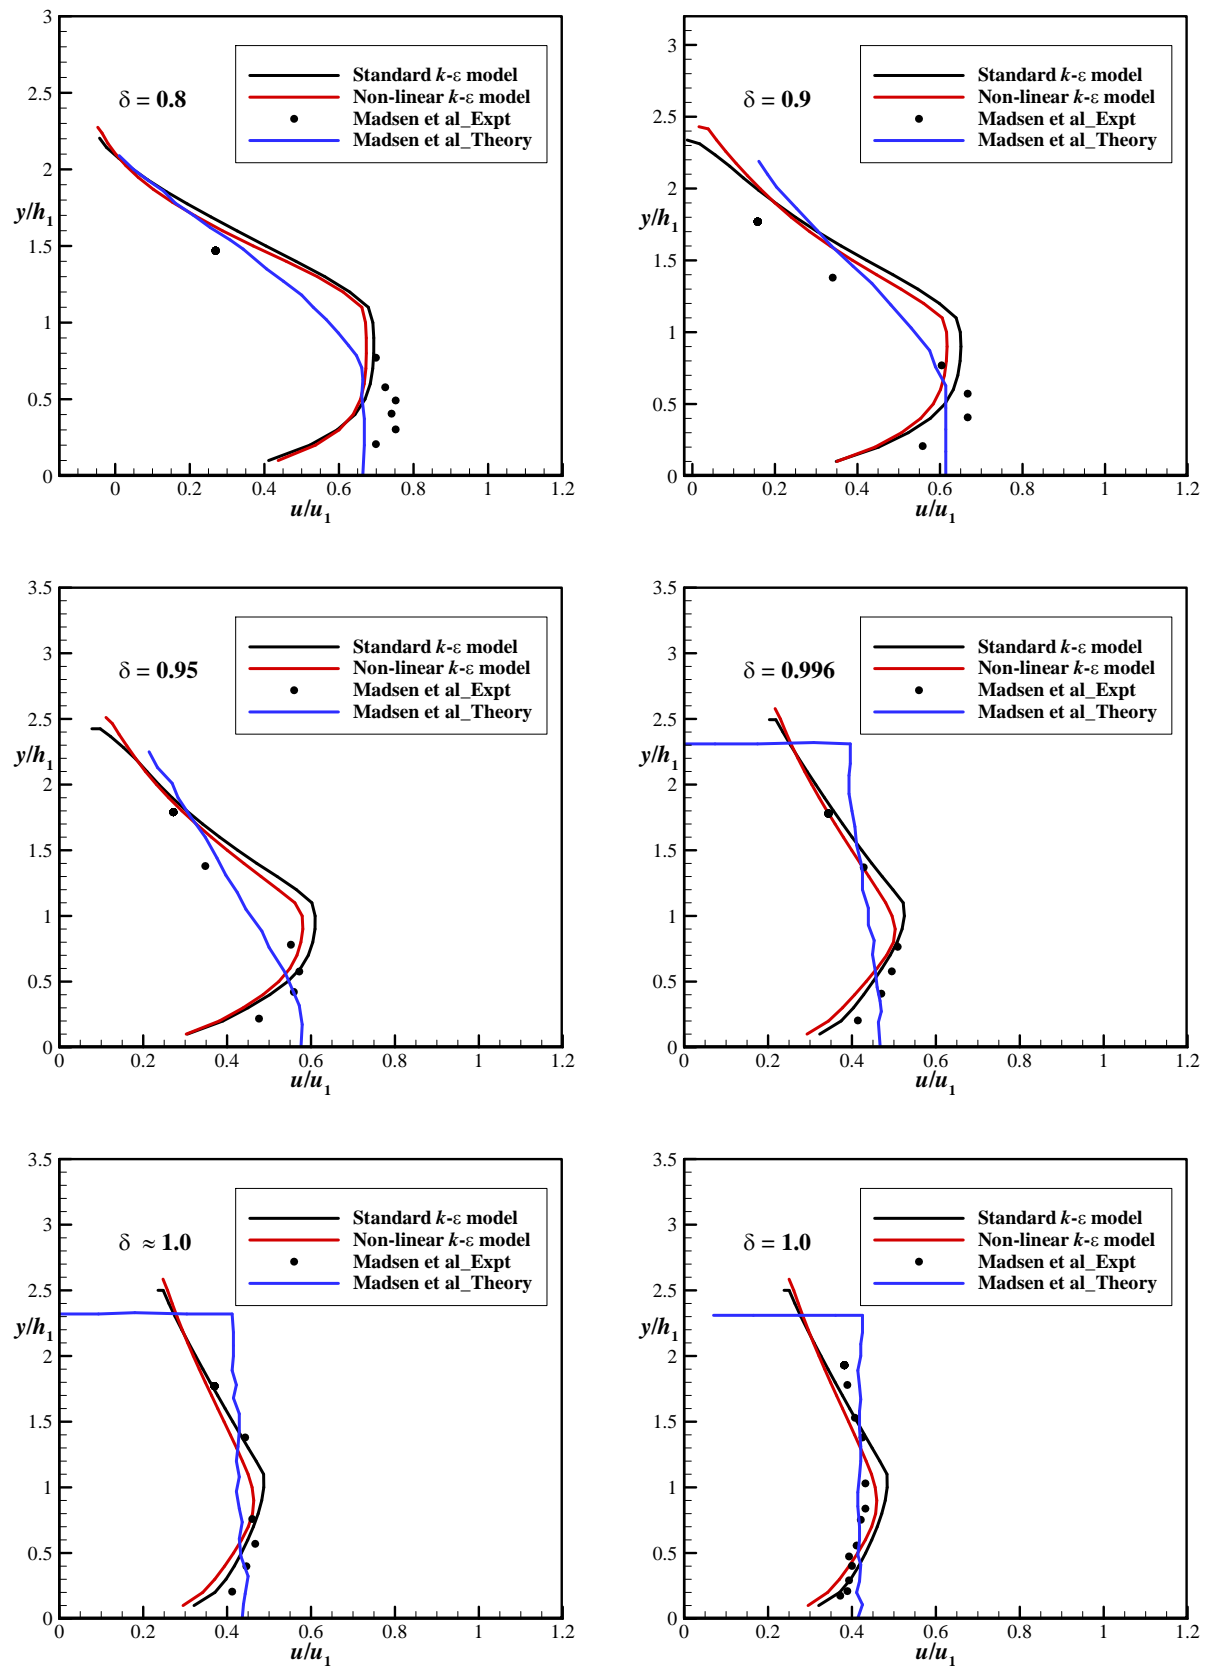 3
2.5
2
y/h1
1.5
1
0.5
0
0 0.2 0.4 0.6 0.8 1 1.2
u/u1
δ = 0.8
Standard k-ε model
Non-linear k-ε model
Madsen et al_Expt
Madsen et al_Theory
3
2.5
2
y/h1
1.5
1
0.5
0
0 0.2 0.4 0.6 0.8 1 1.2
u/u1
δ = 0.9
Standard k-ε model
Non-linear k-ε model
Madsen et al_Expt
Madsen et al_Theory
3.5
3
2.5
y/h1
2
1.5
1
0.5
0
0 0.2 0.4 0.6 0.8 1 1.2
u/u1
δ = 0.95
Standard k-ε model
Non-linear k-ε model
Madsen et al_Expt
Madsen et al_Theory
3.5
3
2.5
y/h1
2
1.5
1
0.5
0
0 0.2 0.4 0.6 0.8 1 1.2
u/u1
δ = 0.996
Standard k-ε model
Non-linear k-ε model
Madsen et al_Expt
Madsen et al_Theory
3.5
3
2.5
y/h1
2
1.5
1
0.5
0
0 0.2 0.4 0.6 0.8 1 1.2
u/u1
δ ≈ 1.0
Standard k-ε model
Non-linear k-ε model
Madsen et al_Expt
Madsen et al_Theory
3.5
3
2.5
y/h1
2
1.5
1
0.5
0
0 0.2 0.4 0.6 0.8 1 1.2
u/u1
δ = 1.0
Standard k-ε model
Non-linear k-ε model
Madsen et al_Expt
Madsen et al_Theory